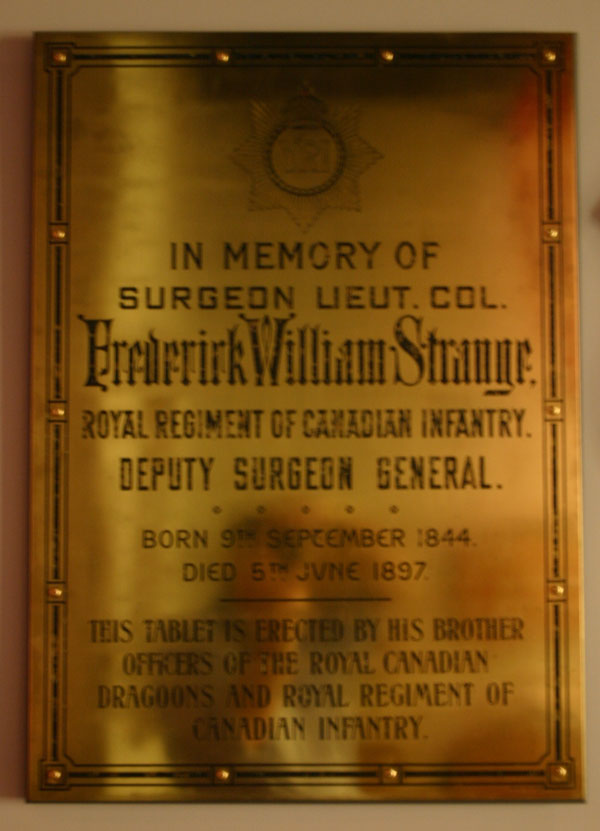 IN MEMORY OF
SURGEON LIEUT. COL.
Frederick William Strange,
ROYAL REGIMENT OF CANADIAN INFANTRY.
DEPUTY SURGEON GENERAL.
BORN 9TH SEPTEMBER 1844.
DIED 5TH JVNE 1897.
THIS TABLET IS ERECTED BY HIS BROTHER
OFFICERS OF THE ROYAL CANADIAN
DRAGOONS AND ROYAL REGIMENT OF
CANADIAN INFANTRY.